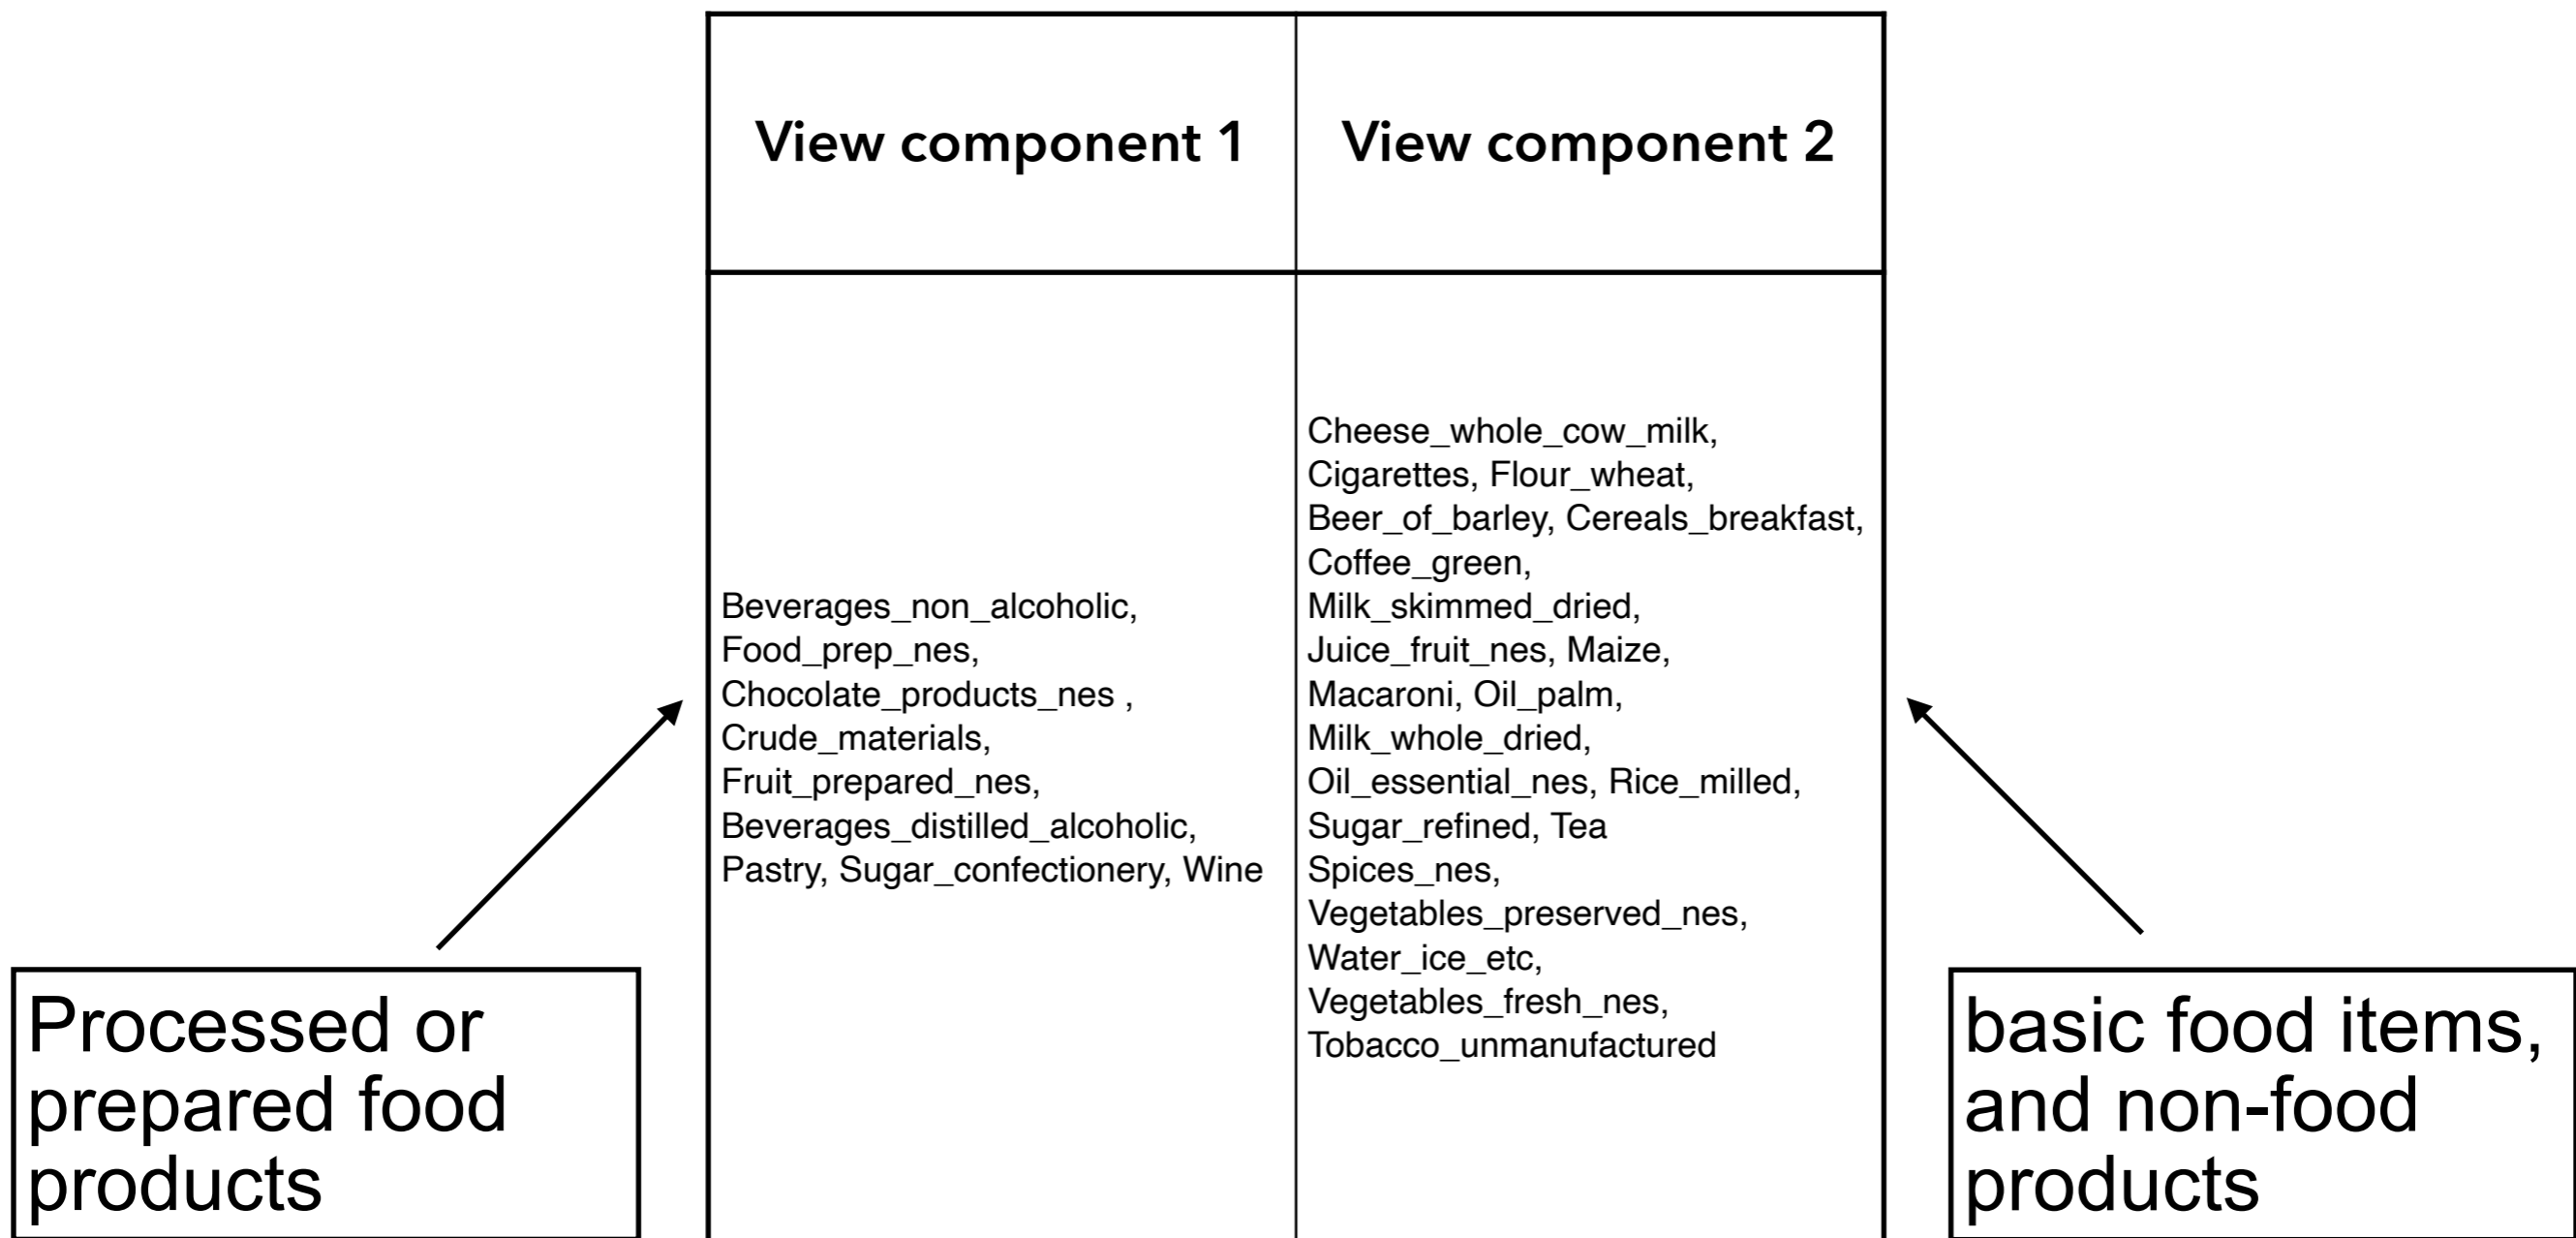 View component 1
View component 2
Beverages_non_alcoholic,
Food_prep_nes,
Chocolate_products_nes ,
Crude_materials,
Fruit_prepared_nes,
Beverages_distilled_alcoholic,
Pastry, Sugar_confectionery, Wine
Cheese_whole_cow_milk,
Cigarettes, Flour_wheat,
Beer_of_barley, Cereals_breakfast,
Coffee_green,
Milk_skimmed_dried,
Juice_fruit_nes, Maize,
Macaroni, Oil_palm,
Milk_whole_dried,
Oil_essential_nes, Rice_milled,
Sugar_refined, Tea
Spices_nes,
Vegetables_preserved_nes,
Water_ice_etc,
Vegetables_fresh_nes,
Tobacco_unmanufactured
Processed or
prepared food
products
basic food items,
and non-food
products